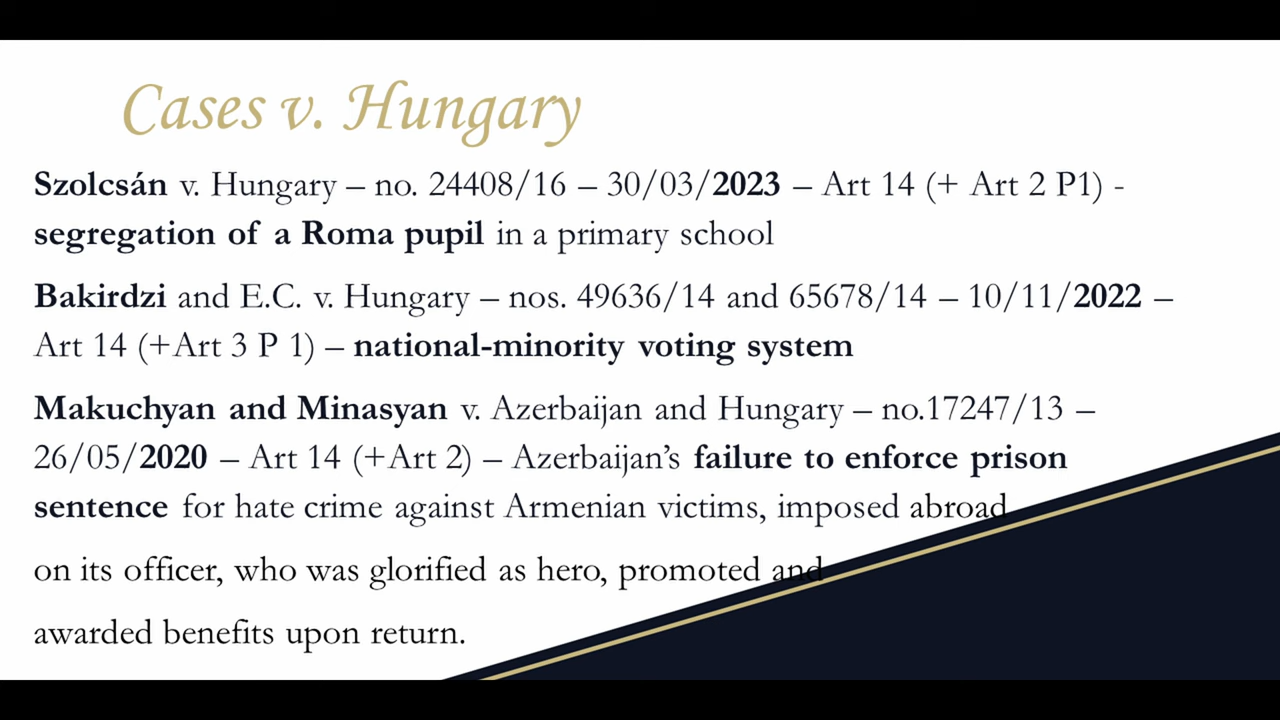 Cases v. Hungary
Szolcsán v. Hungary – no. 24408/16 – 30/03/2023 – Art 14 (+ Art 2 P1) -
segregation of a Roma pupil in a primary school
Bakirdzi and E.C. v. Hungary – nos. 49636/14 and 65678/14 – 10/11/2022 –
Art 14 (+Art 3 P 1) – national-minority voting system
Makuchyan and Minasyan v. Azerbaijan and Hungary – no.17247/13 –
26/05/2020 – Art 14 (+Art 2) – Azerbaijan’s failure to enforce prison
sentence for hate crime against Armenian victims, imposed abroad
on its officer, who was glorified as hero, promoted and
awarded benefits upon return.